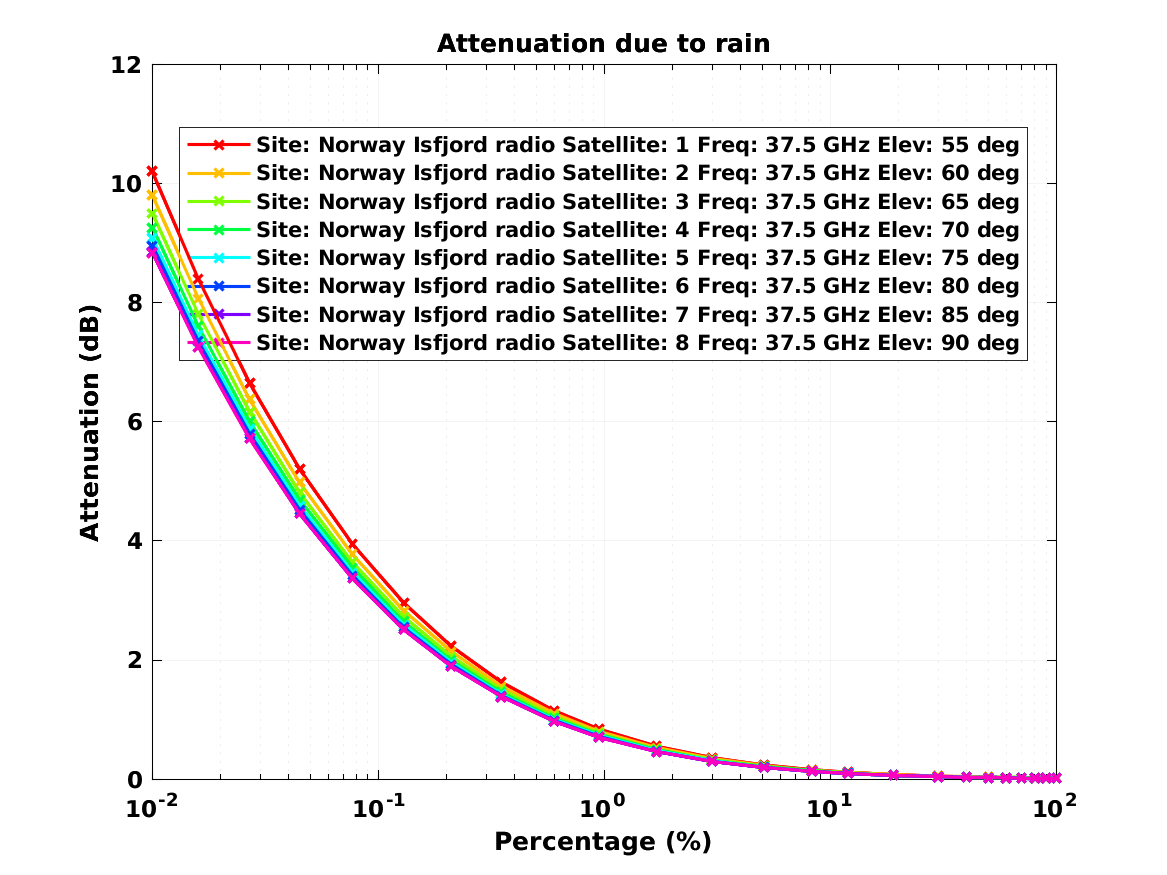 Attenuation due to rain
12
10
8
6
4
2
0
Attenuation (dB)
Site: Norway Isfjord radio Satellite: 1 Freq: 37.5 GHz Elev: 55 deg
Site: Norway Isfjord radio Satellite: 2 Freq: 37.5 GHz Elev: 60 deg
Site: Norway Isfjord radio Satellite: 3 Freq: 37.5 GHz Elev: 65 deg
Site: Norway Isfjord radio Satellite: 4 Freq: 37.5 GHz Elev: 70 deg
Site: Norway Isfjord radio Satellite: 5 Freq: 37.5 GHz Elev: 75 deg
Site: Norway Isfjord radio Satellite: 6 Freq: 37.5 GHz Elev: 80 deg
Site: Norway Isfjord radio Satellite: 7 Freq: 37.5 GHz Elev: 85 deg
Site: Norway Isfjord radio Satellite: 8 Freq: 37.5 GHz Elev: 90 deg
10^-2 10^-1 10^0 10^1 10^2
Percentage (%)